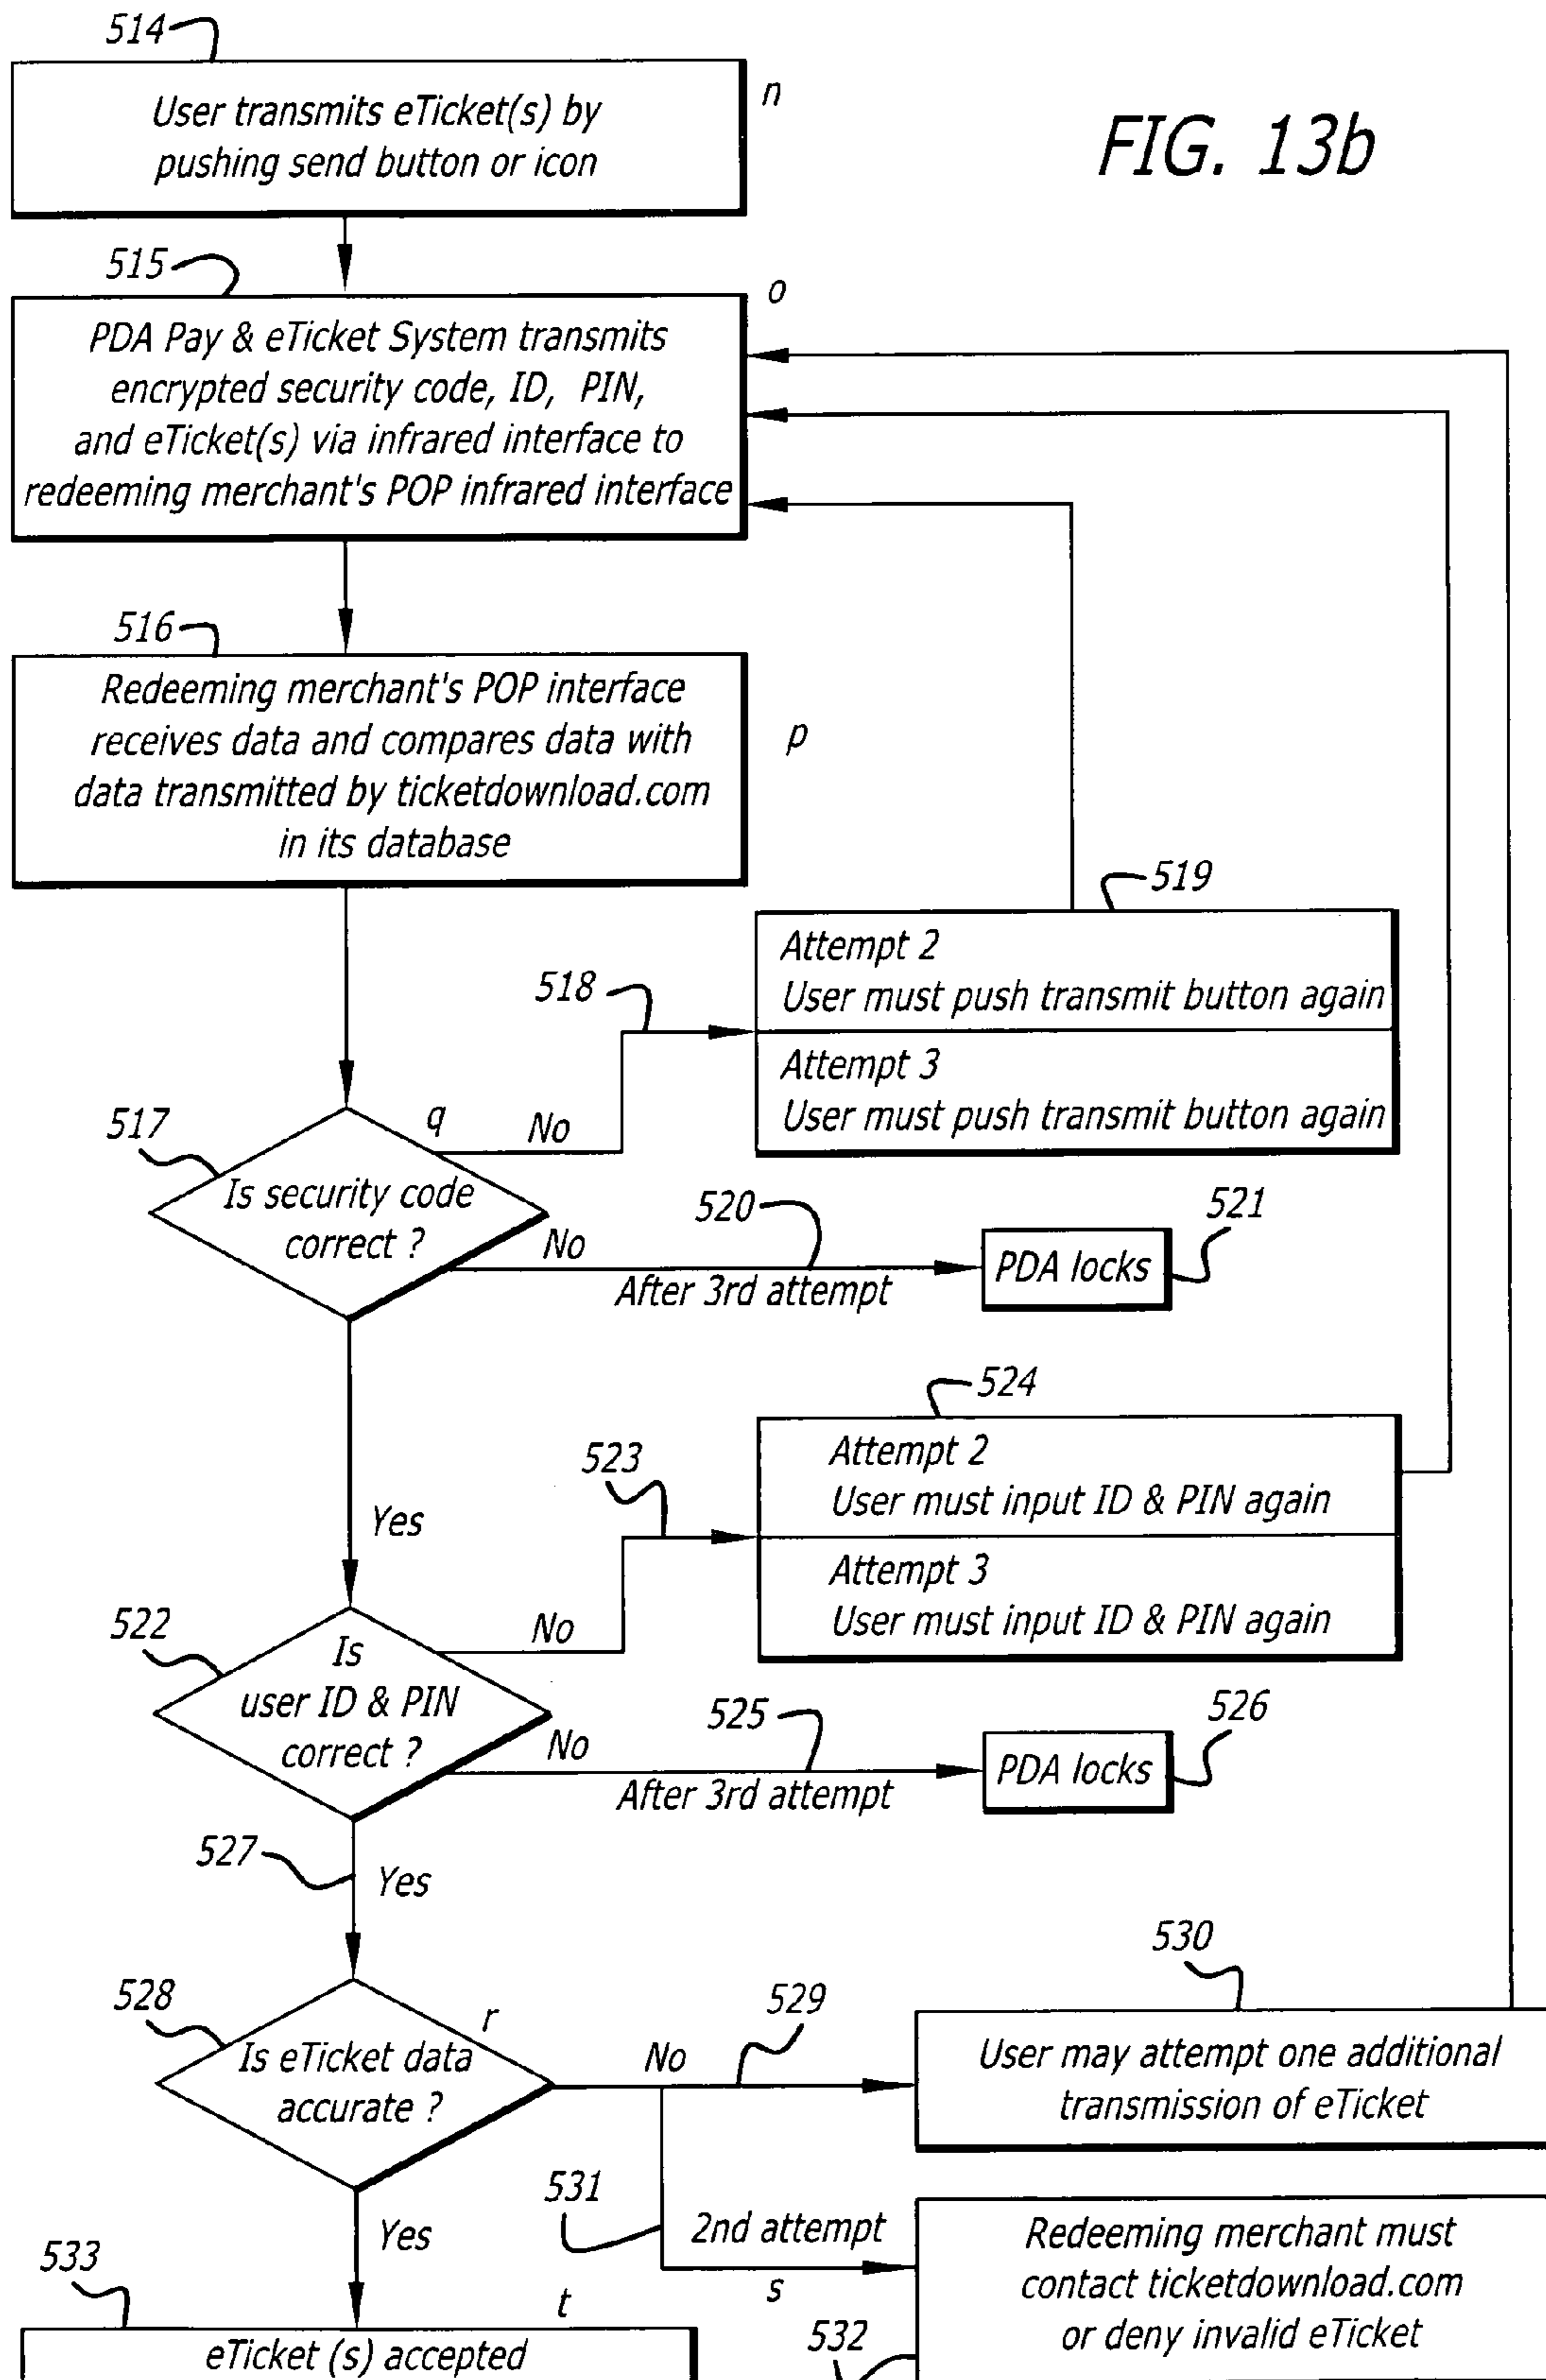 514
n
FIG. 13b
User transmits eTicket(s) by
pushing send button or icon
515
o
PDA Pay & eTicket System transmits
encrypted security code, ID, PIN,
and eTicket(s) via infrared interface to
redeeming merchant's POP infrared interface
516
p
Redeeming merchant's POP interface
receives data and compares data with
data transmitted by ticketdownload.com
in its database
519
Attempt 2
User must push transmit button again
Attempt 3
User must push transmit button again
518
517
q
No
Is security code
correct ?
520
No
After 3rd attempt
521
PDA locks
Yes
524
Attempt 2
User must input ID & PIN again
Attempt 3
User must input ID & PIN again
523
522
No
Is
user ID & PIN
correct ?
525
No
After 3rd attempt
526
PDA locks
527
Yes
528
r
Is eTicket data
accurate ?
No
529
530
User may attempt one additional
transmission of eTicket
531
2nd attempt
s
Redeeming merchant must
contact ticketdownload.com
or deny invalid eTicket
532
Yes
533
t
eTicket (s) accepted